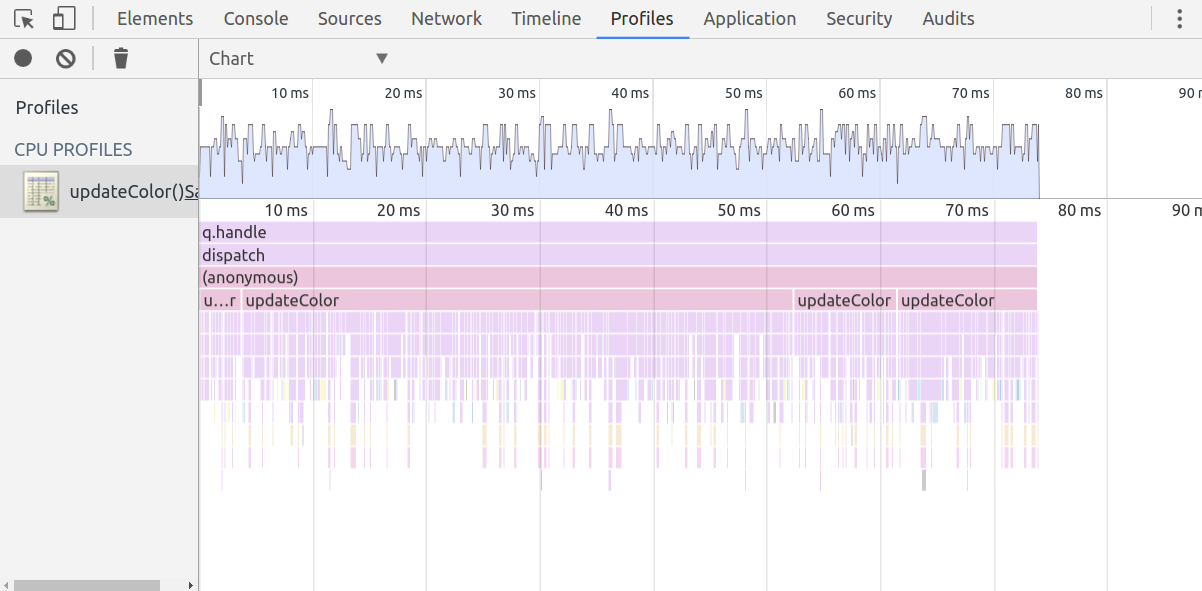 Elements Console Sources Network Timeline Profiles Application Security Audits
Chart ▼
Profiles
CPU PROFILES
updateColor()Sa
10 ms 20 ms 30 ms 40 ms 50 ms 60 ms 70 ms 80 ms 90 m
10 ms 20 ms 30 ms 40 ms 50 ms 60 ms 70 ms 80 ms 90 m
q.handle
dispatch
(anonymous)
u…r updateColor updateColor updateColor